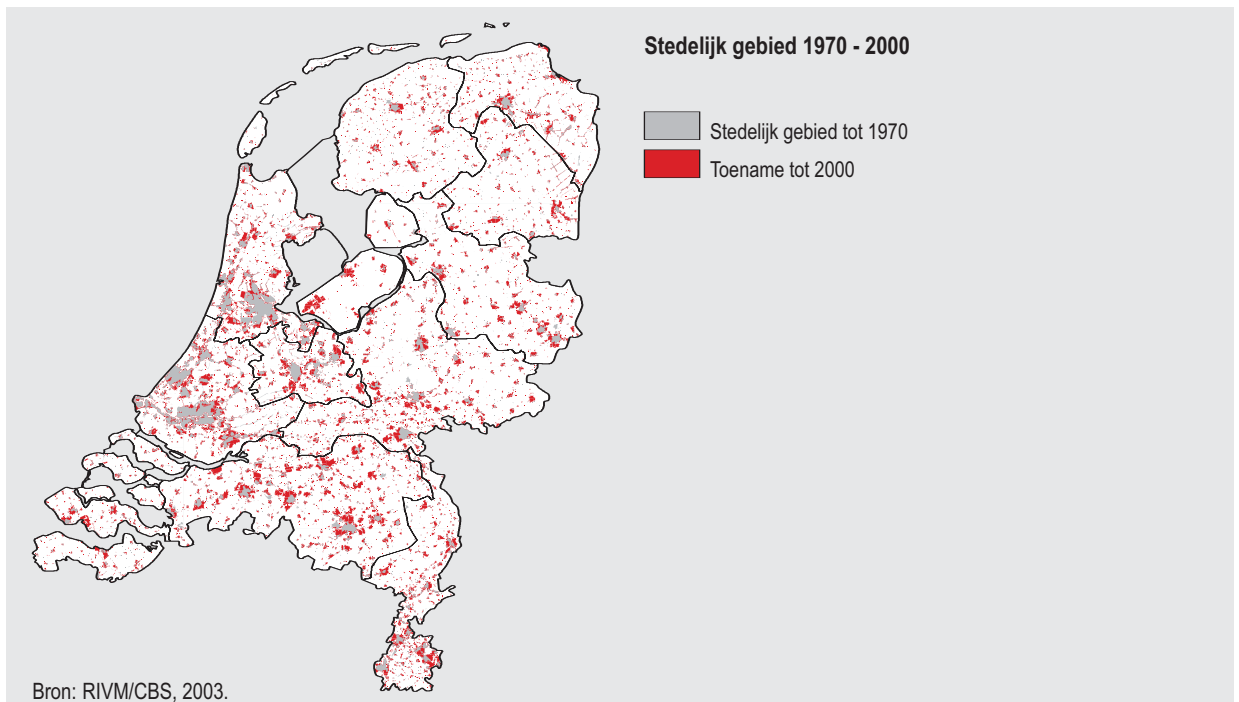 Stedelijk gebied 1970 - 2000
Stedelijk gebied tot 1970
Toename tot 2000
Bron: RIVM/CBS, 2003.